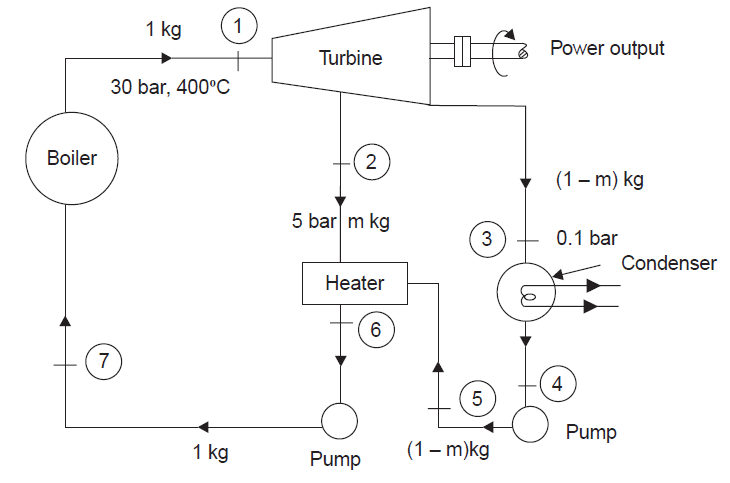 1 kg
1
30 bar, 400ºC
Turbine
Power output
Boiler
2
(1 – m) kg
5 bar m kg
3
0.1 bar
Condenser
Heater
6
7
5
4
1 kg
Pump
(1 – m)kg
Pump